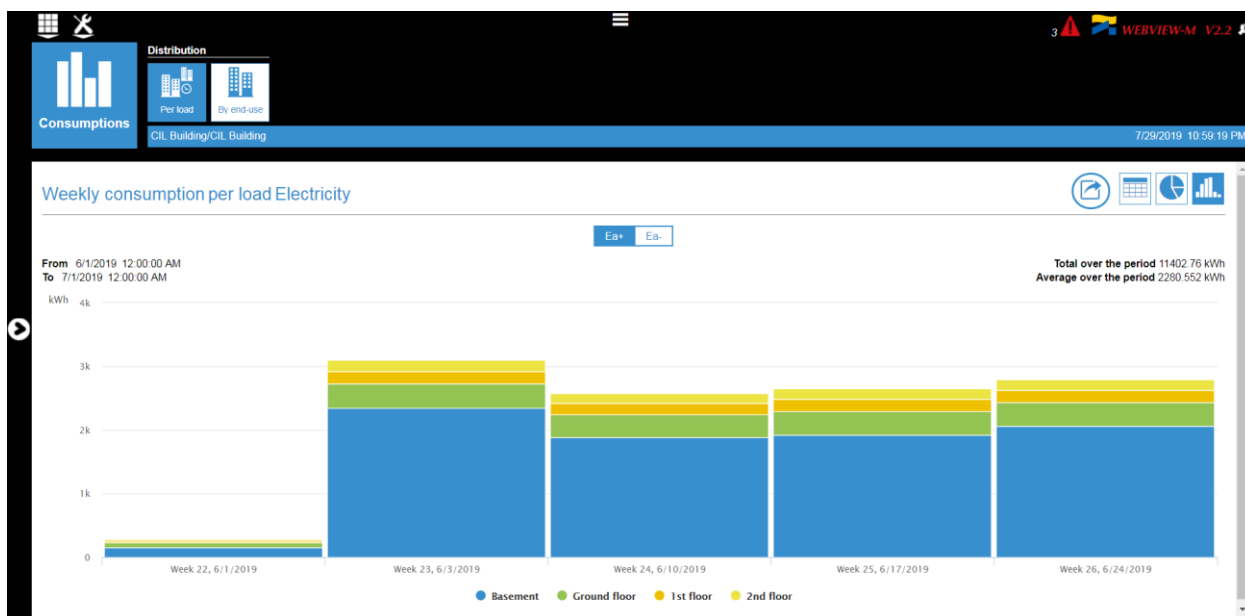 3 WEBVIEW-M V2.2
Distribution
Per load
By end-use
Consumptions
CIL Building/CIL Building
7/29/2019 10:59:19 PM
Weekly consumption per load Electricity
Ea+ Ea-
From 6/1/2019 12:00:00 AM
To 7/1/2019 12:00:00 AM
Total over the period 11402.76 kWh
Average over the period 2280.552 kWh
kWh
4k
3k
2k
1k
0
Week 22, 6/1/2019
Week 23, 6/3/2019
Week 24, 6/10/2019
Week 25, 6/17/2019
Week 26, 6/24/2019
Basement Ground floor 1st floor 2nd floor